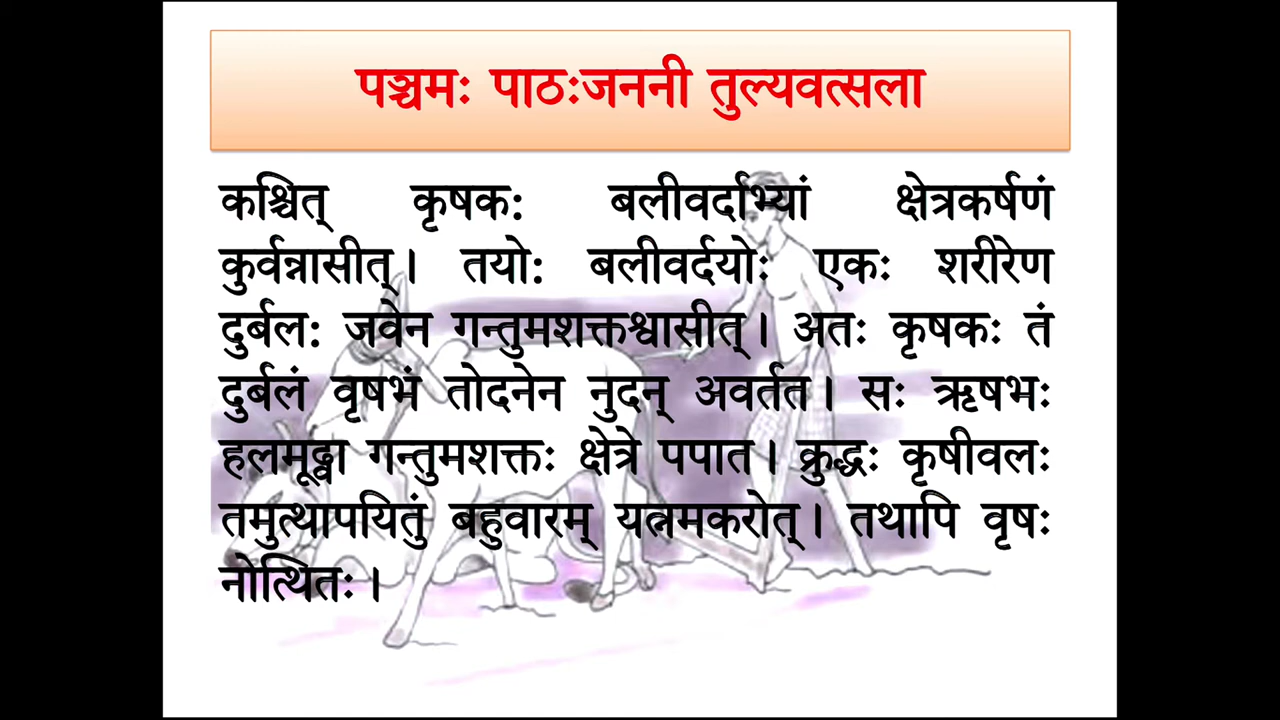 पञ्चमः पाठःजननी तुल्यवत्सला
कश्चित् कृषक: बलीवर्दाभ्यां क्षेत्रकर्षणं
कुर्वन्नासीत्। तयो: बलीवर्दयोः एकः शरीरेण
दुर्बल: जवेन गन्तुमशक्तश्चासीत्। अतः कृषकः तं
दुर्बलं वृषभं तोदनेन नुदन् अवर्तत। सः ऋषभः
हलमूढ्वा गन्तुमशक्तः क्षेत्रे पपात। क्रुद्धः कृषीवलः
तमुत्थापयितुं बहुवारम् यत्नमकरोत्। तथापि वृषः
नोत्थितः।